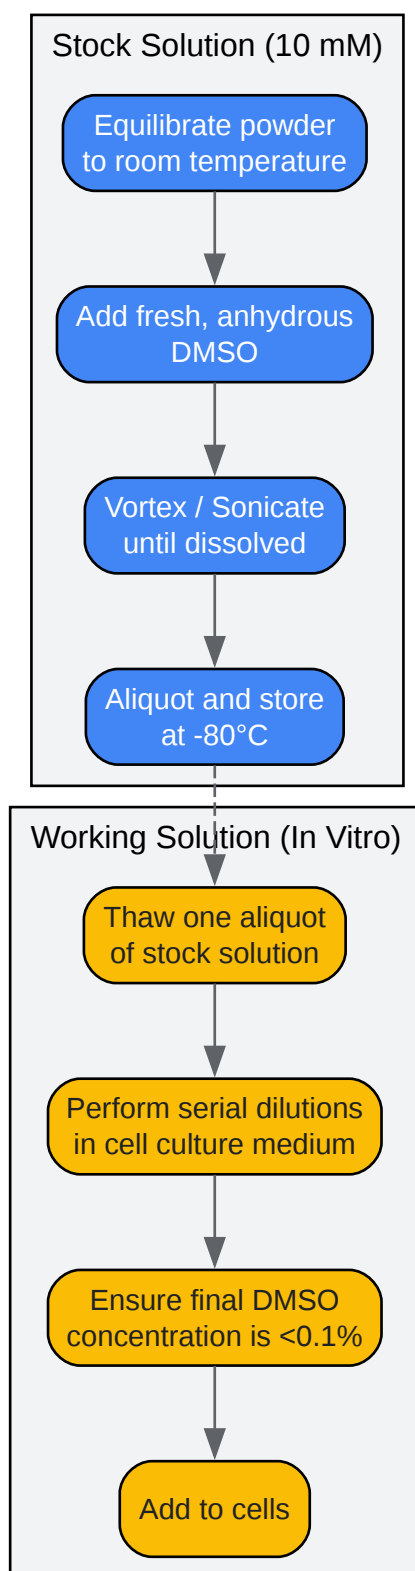 Stock Solution (10 mM)
Equilibrate powder
to room temperature
Add fresh, anhydrous
DMSO
Vortex / Sonicate
until dissolved
Aliquot and store
at -80°C
Working Solution (In Vitro)
Thaw one aliquot
of stock solution
Perform serial dilutions
in cell culture medium
Ensure final DMSO
concentration is <0.1%
Add to cells